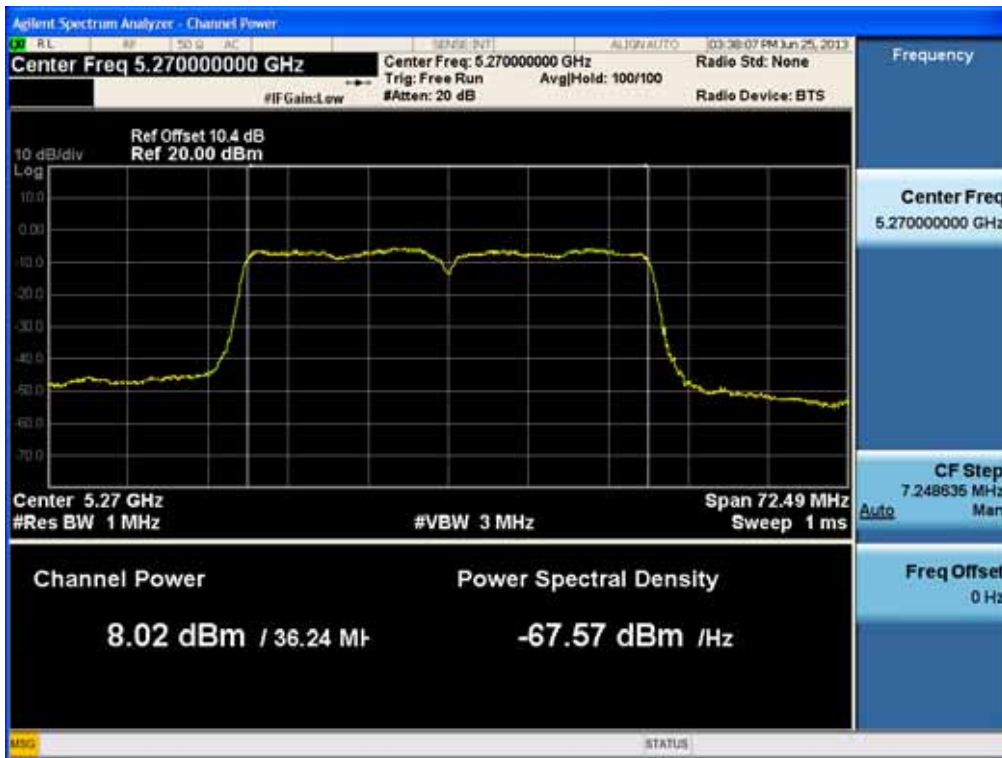 Agilent Spectrum Analyzer - Channel Power
RL RF 50 Ω AC SENSE:INT ALIGN AUTO 03:38:07 PM Jun 25, 2013
Center Freq 5.270000000 GHz
Center Freq: 5.270000000 GHz
Radio Std: None
Trig: Free Run Avg|Hold: 100/100
#IFGain:Low
#Atten: 20 dB
Radio Device: BTS
Ref Offset 10.4 dB
10 dB/div Ref 20.00 dBm
Log
10.0
0.00
-10.0
-20.0
-30.0
-40.0
-50.0
-60.0
-70.0
Center 5.27 GHz Span 72.49 MHz
#Res BW 1 MHz #VBW 3 MHz Sweep 1 ms
Channel Power Power Spectral Density
8.02 dBm / 36.24 MH -67.57 dBm /Hz
Frequency
Center Freq
5.270000000 GHz
CF Step
7.248635 MHz
Auto Man
Freq Offset
0 Hz
MSG STATUS